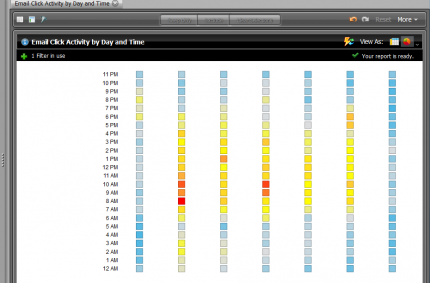 Email Click Activity by Day and Time
Reset More
Email Click Activity by Day and Time View As:
1 Filter in use Your report is ready.
11 PM
10 PM
9 PM
8 PM
7 PM
6 PM
5 PM
4 PM
3 PM
2 PM
1 PM
12 PM
11 AM
10 AM
9 AM
8 AM
7 AM
6 AM
5 AM
4 AM
3 AM
2 AM
1 AM
12 AM